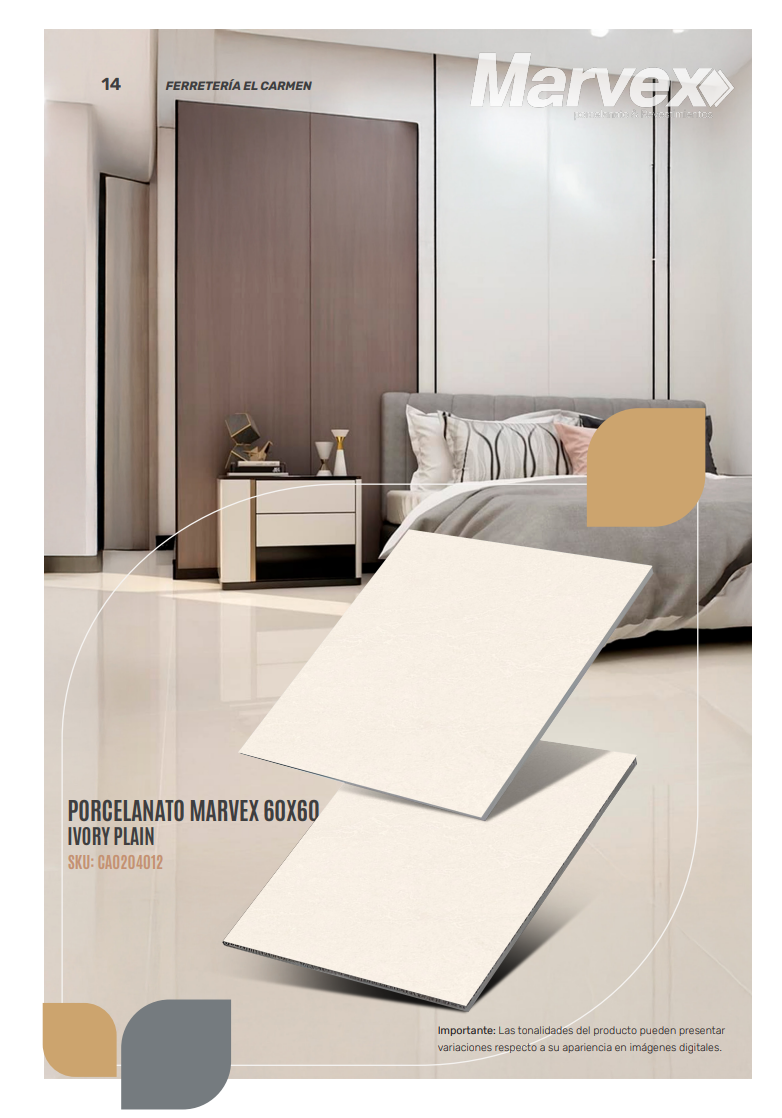 14
FERRETERÍA EL CARMEN
Marvex
PORCELANATO MARVEX 60X60
IVORY PLAIN
SKU: CA0204012
Importante: Las tonalidades del producto pueden presentar
variaciones respecto a su apariencia en imágenes digitales.